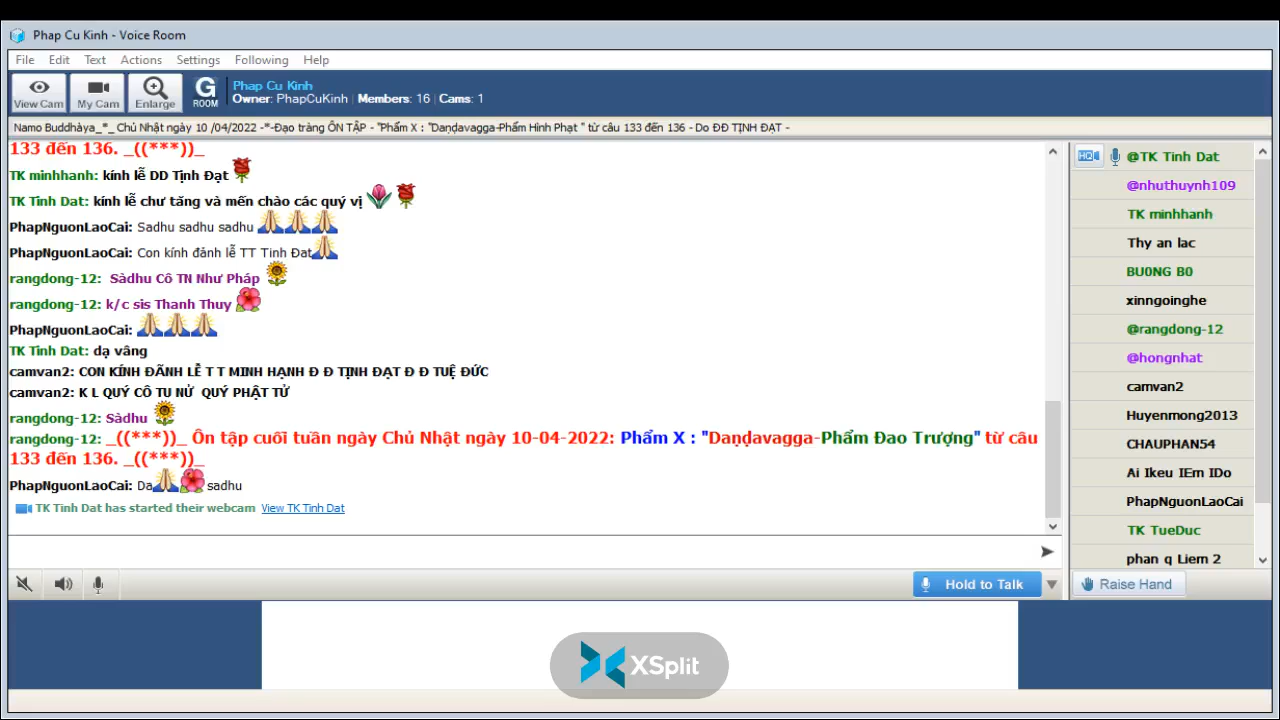 Phap Cu Kinh - Voice Room
File Edit Text Actions Settings Following Help
View Cam My Cam Enlarge G ROOM
Phap Cu Kinh
Owner: PhapCuKinh | Members: 16 | Cams: 1
Namo Buddhàya_*_ Chủ Nhật ngày 10 /04/2022 -*-Đạo tràng ÔN TẬP - "Phẩm X : "Daṇḍavagga-Phẩm Hình Phạt " từ câu 133 đến 136 - Do ĐĐ TỊNH ĐẠT -
133 đến 136. _((***))_
TK minhhanh: kính lễ DD Tịnh Đạt
TK Tinh Dat: kính lễ chư tăng và mến chào các quý vị
PhapNguonLaoCai: Sadhu sadhu sadhu
PhapNguonLaoCai: Con kính đảnh lễ TT Tinh Đat
rangdong-12: Sàdhu Cô TN Như Pháp
rangdong-12: k/c sis Thanh Thuy
PhapNguonLaoCai:
TK Tinh Dat: dạ vâng
camvan2: CON KÍNH ĐÃNH LỄ T T MINH HẠNH Đ Đ TỊNH ĐẠT Đ Đ TUỆ ĐỨC
camvan2: K L QUÝ CÔ TU NỬ QUÝ PHẬT TỬ
rangdong-12: Sàdhu
rangdong-12: _((***))_ Ôn tập cuối tuần ngày Chủ Nhật ngày 10-04-2022: Phẩm X : "Daṇḍavagga-Phẩm Đao Trượng" từ câu
133 đến 136. _((***))_
PhapNguonLaoCai: Da sadhu
TK Tinh Dat has started their webcam View TK Tinh Dat
HQ @TK Tinh Dat
@nhuthuynh109
TK minhhanh
Thy an lac
BU0NG B0
xinngoinghe
@rangdong-12
@hongnhat
camvan2
Huyenmong2013
CHAUPHAN54
Ai Ikeu IEm IDo
PhapNguonLaoCai
TK TueDuc
phan q Liem 2
Hold to Talk
Raise Hand
XSplit